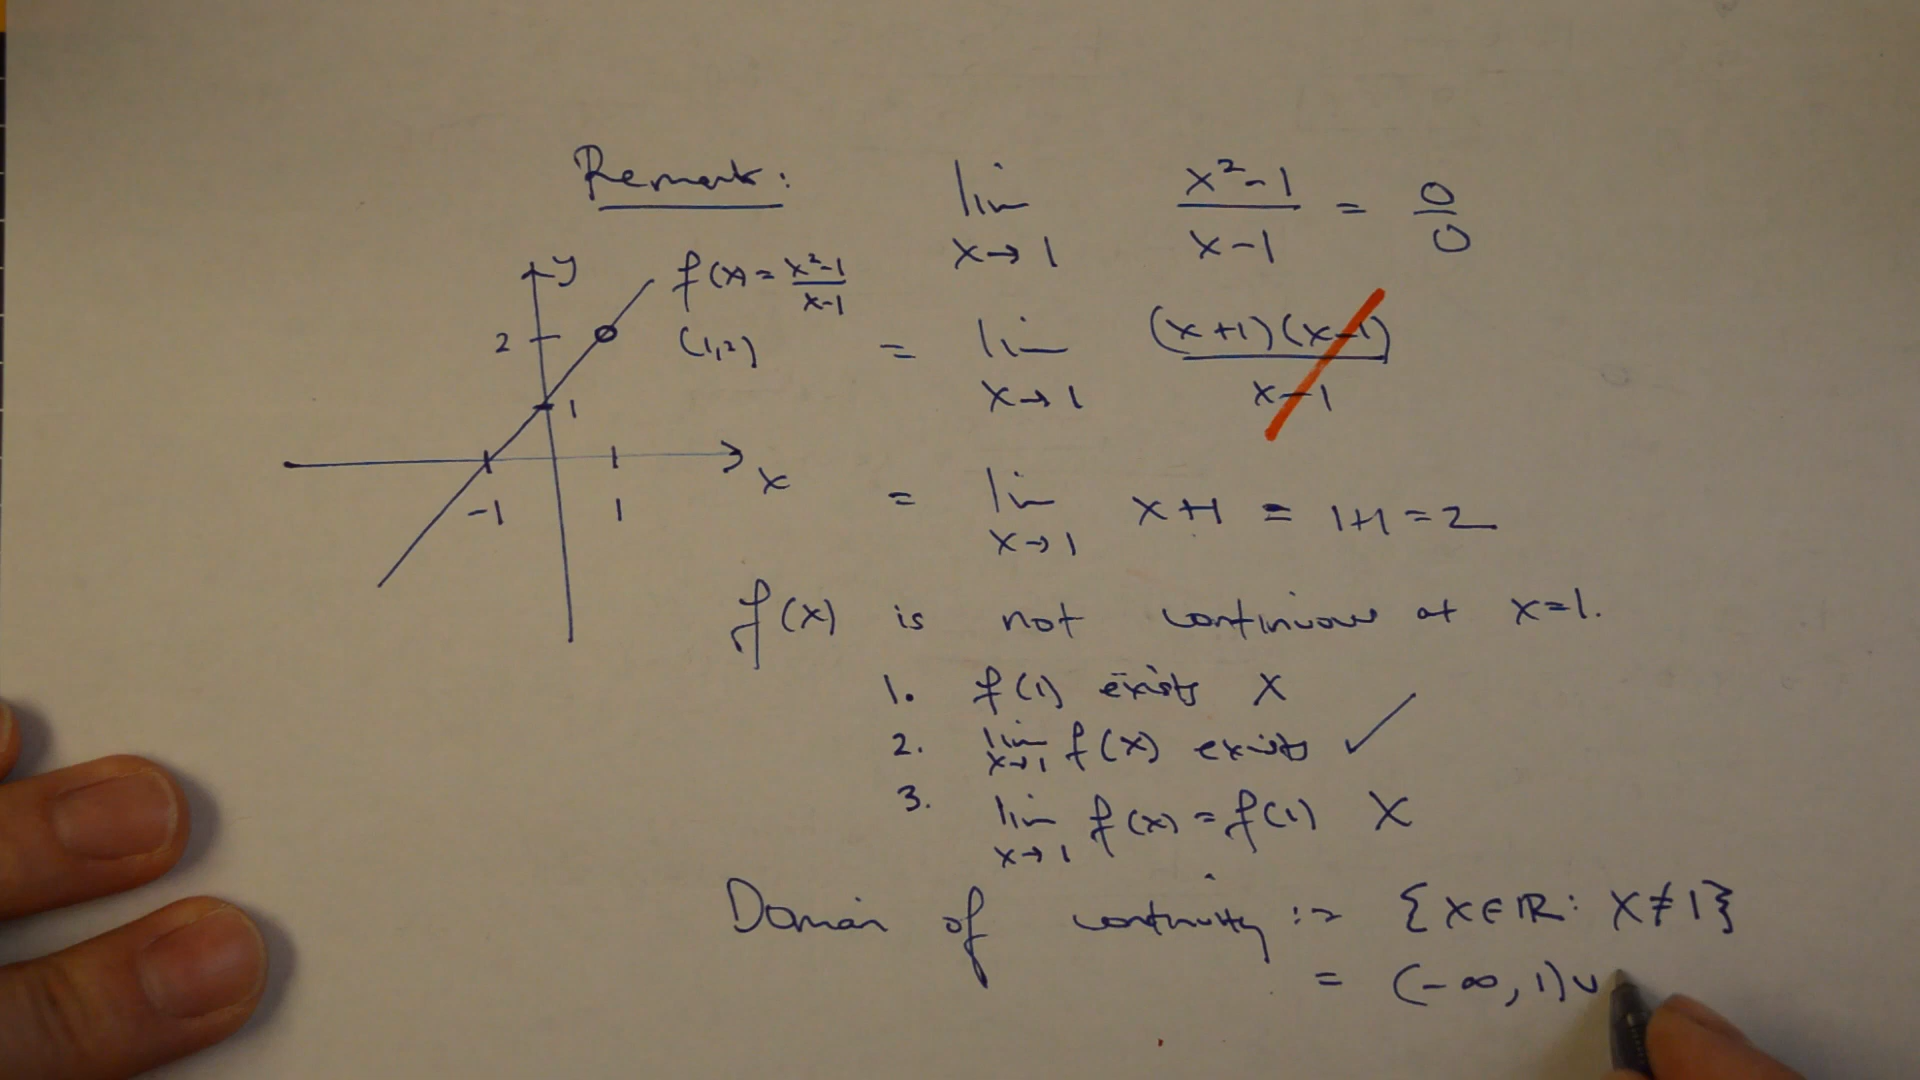 Remark: lim x→1 (x²-1)/(x-1) = 0/0
y
f(x) = (x²-1)/(x-1)
2
(1,2)
1
-1
1
x
= lim x→1 (x+1)(x-1)/(x-1)
= lim x→1 x+1 = 1+1=2
f(x) is not continuous at x=1.
1. f(1) exists X
2. lim x→1 f(x) exists ✓
3. lim x→1 f(x) = f(1) X
Domain of continuity := {x∈ℝ: x≠1}
= (-∞, 1)∪